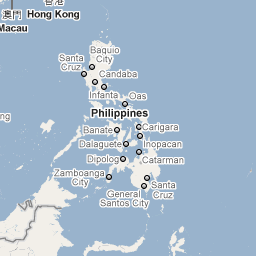 香港
澳門 Hong Kong
Macau
Santa
Cruz
Baguio
City
Candaba
Infanta
Oas
Philippines
Banate
Carigara
Dalaguete
Inopacan
Dipolog
Catarman
Zamboanga
City
Santa
Cruz
General
Santos City